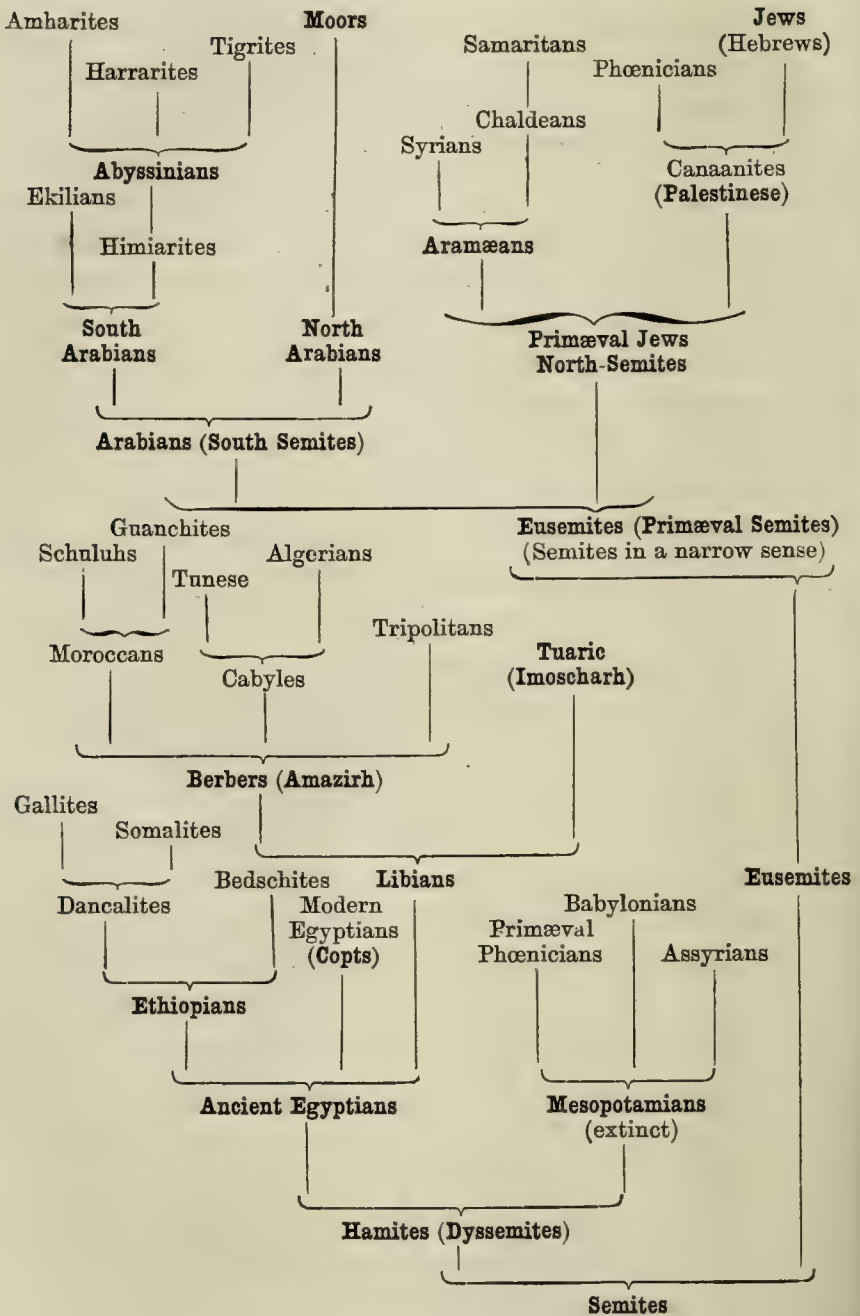 Amharites
Moors
Jews
(Hebrews)
Tigrites
Samaritans
Harrarites
Phœnicians
Chaldeans
Syrians
Abyssinians
Canaanites
(Palestinese)
Ekilians
Himiarites
Aramæans
South
Arabians
North
Arabians
Primæval Jews
North-Semites
Arabians (South Semites)
Guanchites
Eusemites (Primæval Semites)
(Semites in a narrow sense)
Schuluhs
Algerians
Tunese
Tripolitans
Moroccans
Tuaric
(Imoscharh)
Cabyles
Berbers (Amazirh)
Gallites
Somalites
Bedschites
Libians
Eusemites
Dancalites
Modern
Egyptians
(Copts)
Babylonians
Primæval
Phœnicians
Assyrians
Ethiopians
Ancient Egyptians
Mesopotamians
(extinct)
Hamites (Dyssemites)
Semites